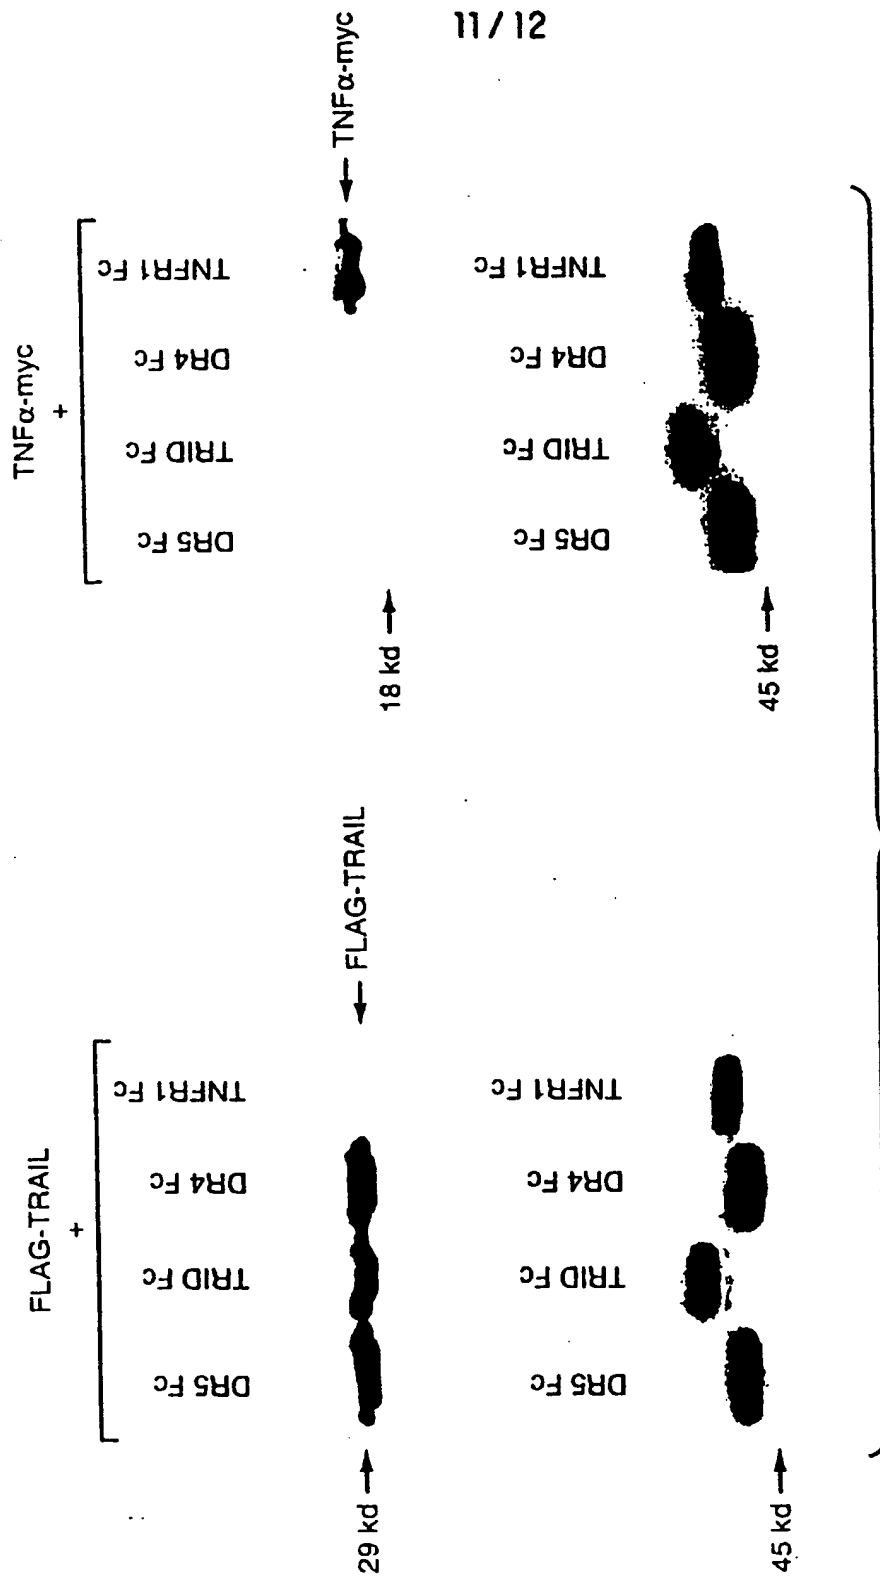 11/12
FLAG-TRAIL
+
DR5 Fc
TRID Fc
DR4 Fc
TNFR1 Fc
29 kd →
← FLAG-TRAIL
DR5 Fc
TRID Fc
DR4 Fc
TNFR1 Fc
45 kd →
TNFα-myc
+
DR5 Fc
TRID Fc
DR4 Fc
TNFR1 Fc
18 kd →
← TNFα-myc
DR5 Fc
TRID Fc
DR4 Fc
TNFR1 Fc
45 kd →